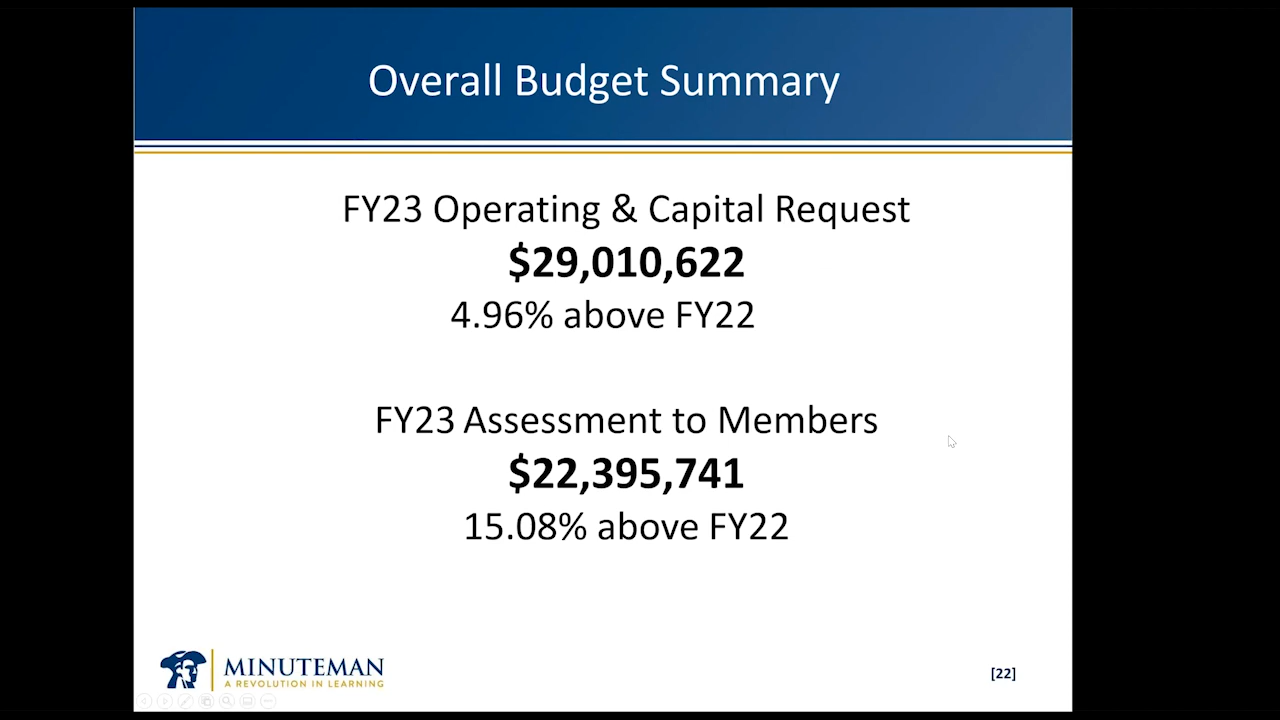 Overall Budget Summary
FY23 Operating & Capital Request
$29,010,622
4.96% above FY22
FY23 Assessment to Members
$22,395,741
15.08% above FY22
MINUTEMAN
A REVOLUTION IN LEARNING
[22]